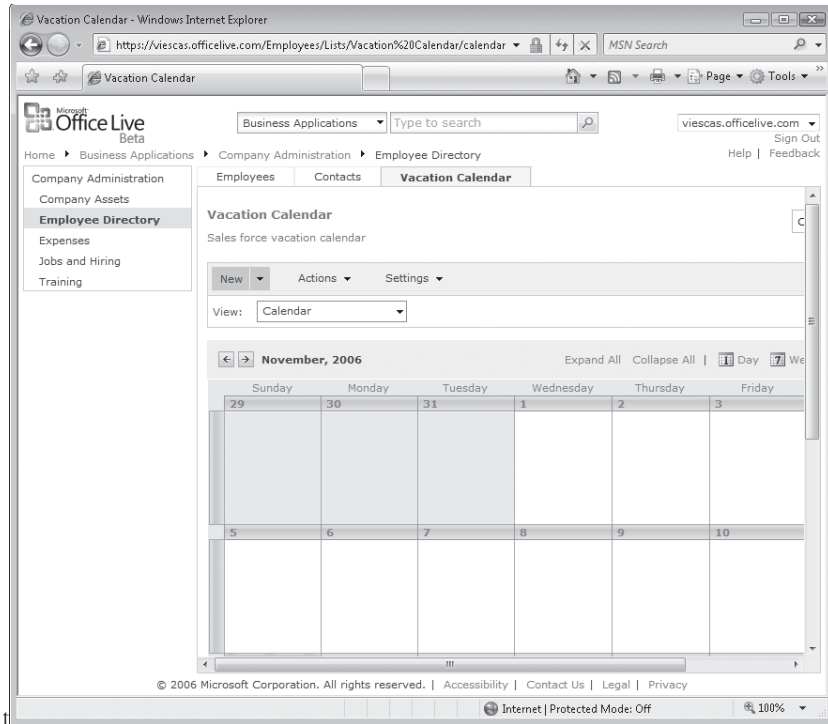 Vacation Calendar - Windows Internet Explorer
https://viescas.officelive.com/Employees/Lists/Vacation%20Calendar/calendar
MSN Search
Vacation Calendar
Page Tools »
Microsoft
Office Live
Beta
Business Applications
Type to search
viescas.officelive.com
Sign Out
Home Business Applications Company Administration Employee Directory
Help | Feedback
Company Administration
Company Assets
Employee Directory
Expenses
Jobs and Hiring
Training
Employees Contacts Vacation Calendar
Vacation Calendar
Sales force vacation calendar
C
New Actions Settings
View: Calendar
November, 2006
Expand All Collapse All | 1 Day 7 We
Sunday Monday Tuesday Wednesday Thursday Friday
29 30 31 1 2 3
5 6 7 8 9 10
© 2006 Microsoft Corporation. All rights reserved. | Accessibility | Contact Us | Legal | Privacy
Internet | Protected Mode: Off
100%